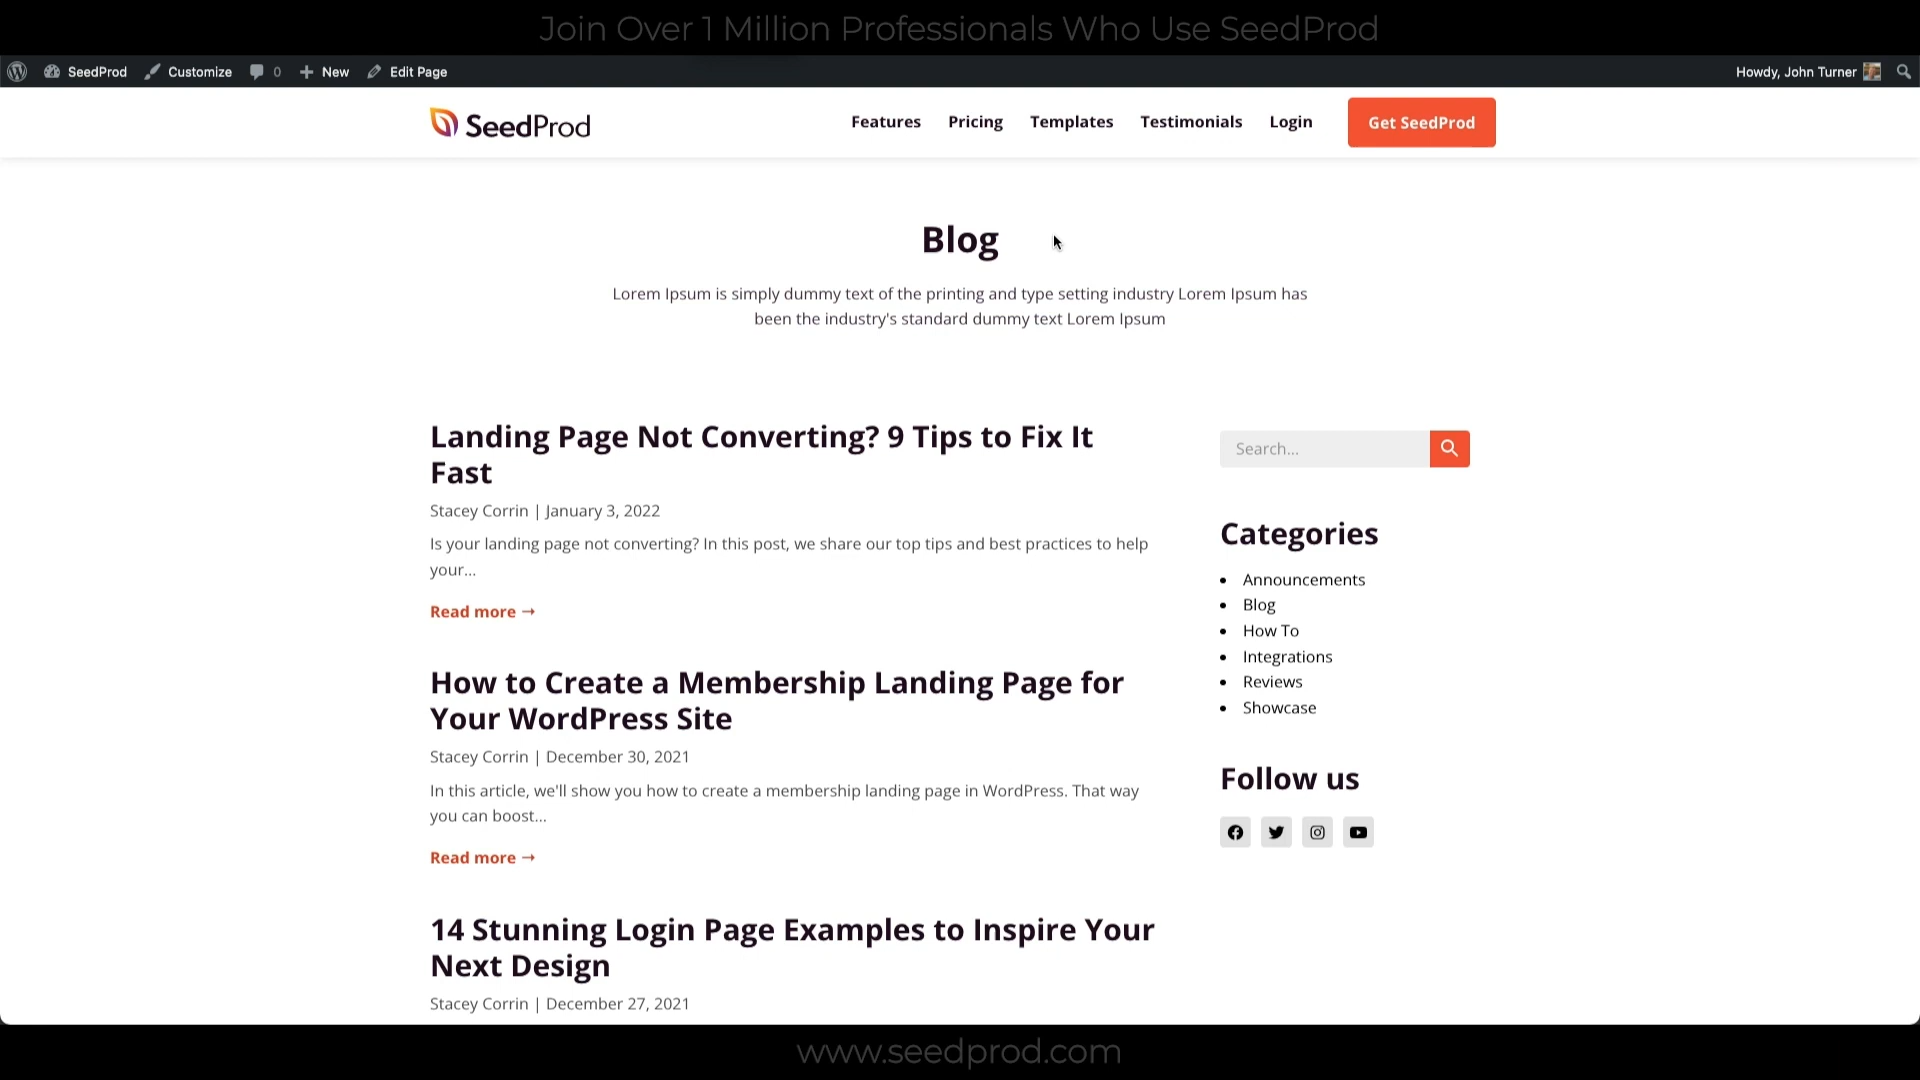 Join Over 1 Million Professionals Who Use SeedProd
SeedProd Customize 0 New Edit Page Howdy, John Turner
SeedProd Features Pricing Templates Testimonials Login Get SeedProd
Blog
Lorem Ipsum is simply dummy text of the printing and type setting industry Lorem Ipsum has
been the industry's standard dummy text Lorem Ipsum
Landing Page Not Converting? 9 Tips to Fix It
Fast
Stacey Corrin | January 3, 2022
Is your landing page not converting? In this post, we share our top tips and best practices to help
your...
Read more →
How to Create a Membership Landing Page for
Your WordPress Site
Stacey Corrin | December 30, 2021
In this article, we'll show you how to create a membership landing page in WordPress. That way
you can boost...
Read more →
14 Stunning Login Page Examples to Inspire Your
Next Design
Stacey Corrin | December 27, 2021
Search...
Categories
Announcements
Blog
How To
Integrations
Reviews
Showcase
Follow us
www.seedprod.com